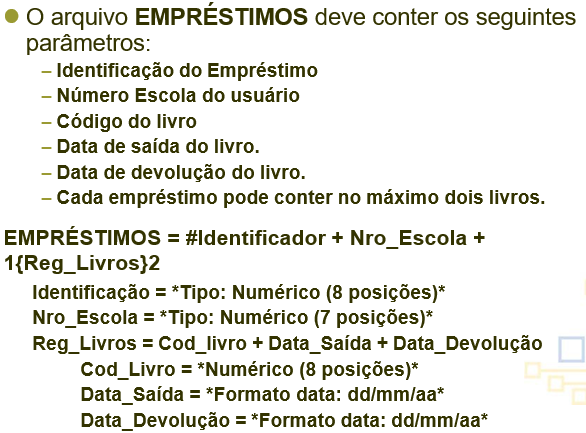 ● O arquivo EMPRÉSTIMOS deve conter os seguintes
parâmetros:
– Identificação do Empréstimo
– Número Escola do usuário
– Código do livro
– Data de saída do livro.
– Data de devolução do livro.
– Cada empréstimo pode conter no máximo dois livros.
EMPRÉSTIMOS = #Identificador + Nro_Escola +
1{Reg_Livros}2
Identificação = *Tipo: Numérico (8 posições)*
Nro_Escola = *Tipo: Numérico (7 posições)*
Reg_Livros = Cod_livro + Data_Saída + Data_Devolução
Cod_Livro = *Numérico (8 posições)*
Data_Saída = *Formato data: dd/mm/aa*
Data_Devolução = *Formato data: dd/mm/aa*